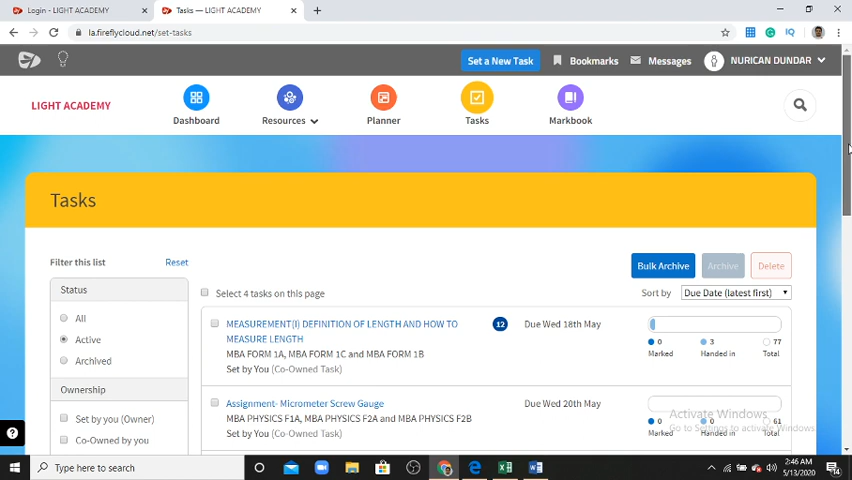 Login - LIGHT ACADEMY
Tasks — LIGHT ACADEMY
la.fireflycloud.net/set-tasks
Set a New Task
Bookmarks
Messages
NURICAN DUNDAR
LIGHT ACADEMY
Dashboard
Resources
Planner
Tasks
Markbook
Tasks
Filter this list
Reset
Bulk Archive
Archive
Delete
Status
Select 4 tasks on this page
Sort by
Due Date (latest first)
All
Active
Archived
MEASUREMENT(I) DEFINITION OF LENGTH AND HOW TO
MEASURE LENGTH
12
Due Wed 18th May
MBA FORM 1A, MBA FORM 1C and MBA FORM 1B
0
3
77
Marked
Handed in
Total
Set by You (Co-Owned Task)
Ownership
Set by you (Owner)
Co-Owned by you
Assignment- Micrometer Screw Gauge
Due Wed 20th May
MBA PHYSICS F1A, MBA PHYSICS F2A and MBA PHYSICS F2B
0
0
61
Marked
Handed in
Total
Set by You (Co-Owned Task)
Activate Windows
Go to Settings to activate Windows.
Type here to search
2:46 AM
5/13/2020
14